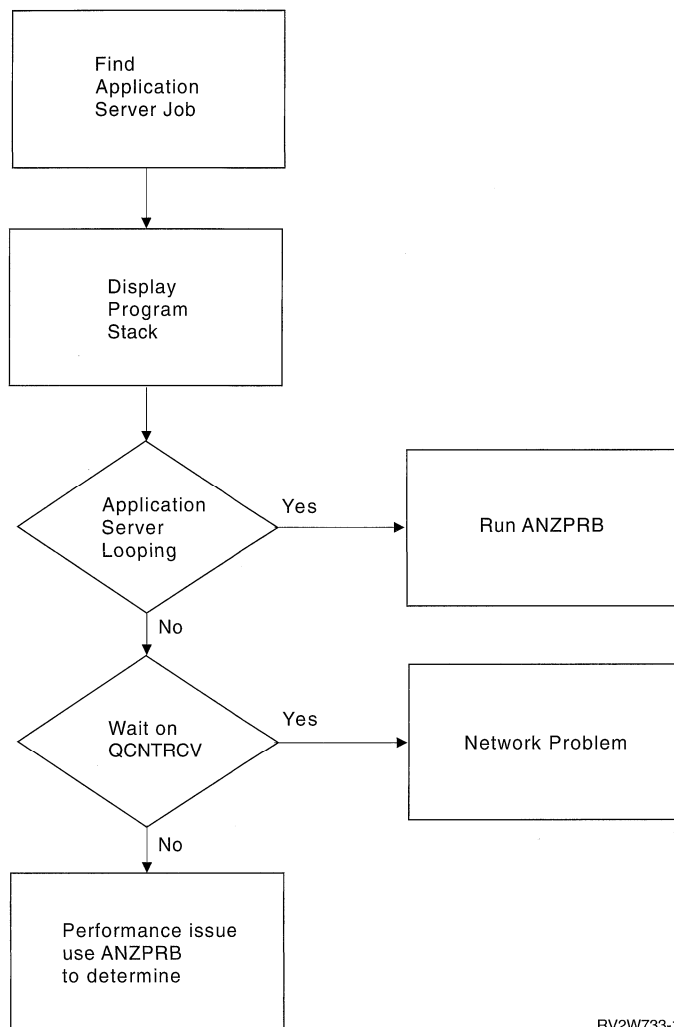 Find
Application
Server Job
Display
Program
Stack
Application
Server
Looping
Yes
Run ANZPRB
No
Wait on
QCNTRCV
Yes
Network Problem
No
Performance issue
use ANZPRB
to determine